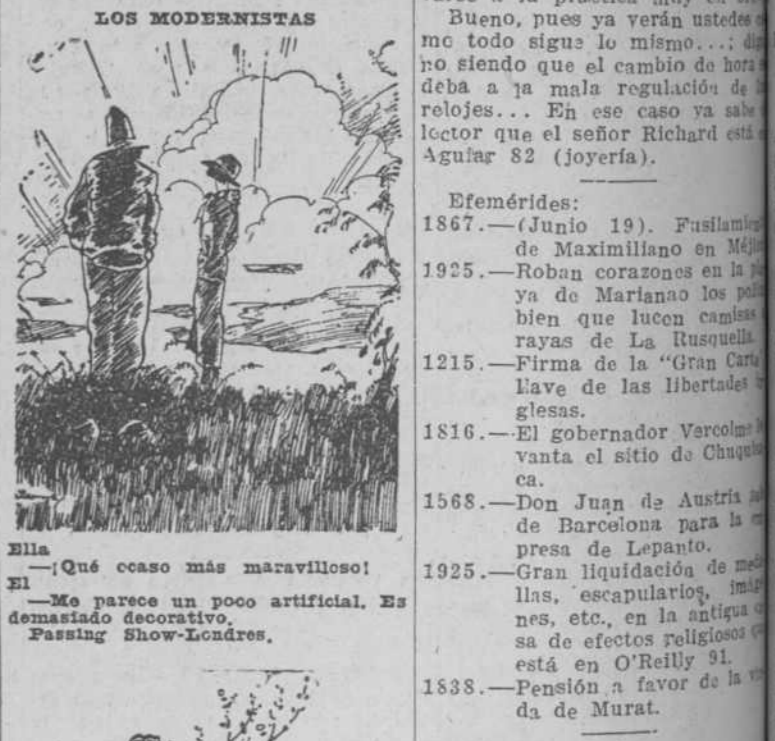 LOS MODERNISTAS
Ella
—¡Qué ocaso más maravilloso!
El
—Me parece un poco artificial. Es
demasiado decorativo.
Passing Show-Londres.
Bueno, pues ya verán ustedes
mo todo sigue lo mismo...;
no siendo que el cambio de hora
deba a la mala regulación de
relojes... En ese caso ya sabe
lector que el señor Richard está
Aguiar 82 (joyería).
Efemérides:
1867.—(Junio 19). Fusilamien
de Maximiliano en Méji
1925.—Roban corazones en la
ya de Marianao los
bien que lucen camisas
rayas de La Rusquella.
1215.—Firma de la "Gran Carta"
llave de las libertades
glesas.
1816.—El gobernador Vercolme
vanta el sitio de Chuquisa
ca.
1568.—Don Juan de Austria
de Barcelona para la
presa de Lepanto.
1925.—Gran liquidación de meda
llas, escapularios, imáge
nes, etc., en la antigua
sa de efectos religiosos
está en O'Reilly 91.
1838.—Pensión a favor de la
da de Murat.